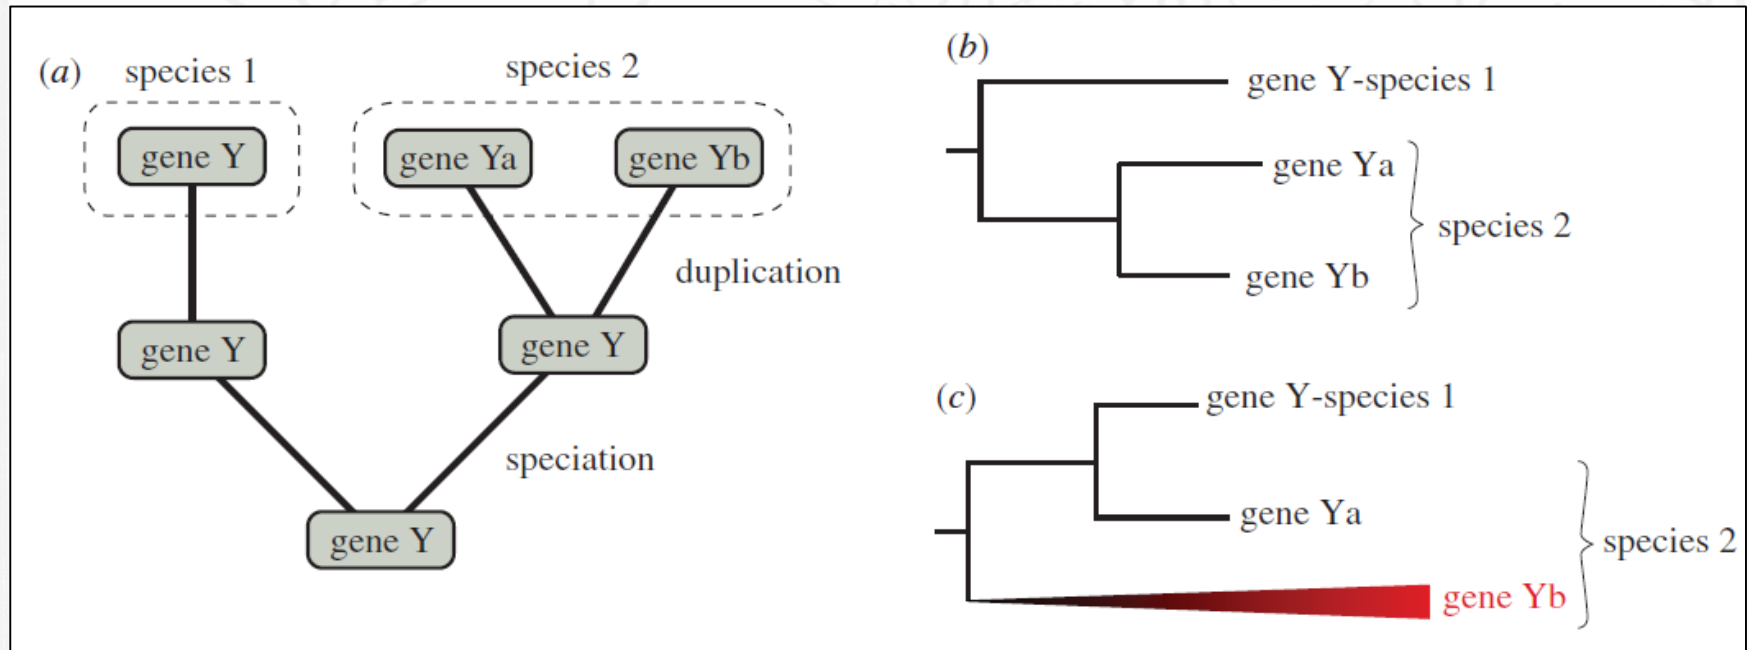 (a)
species 1
species 2
gene Y
gene Ya
gene Yb
duplication
gene Y
gene Y
speciation
gene Y
(b)
gene Y-species 1
gene Ya
species 2
gene Yb
(c)
gene Y-species 1
gene Ya
species 2
gene Yb